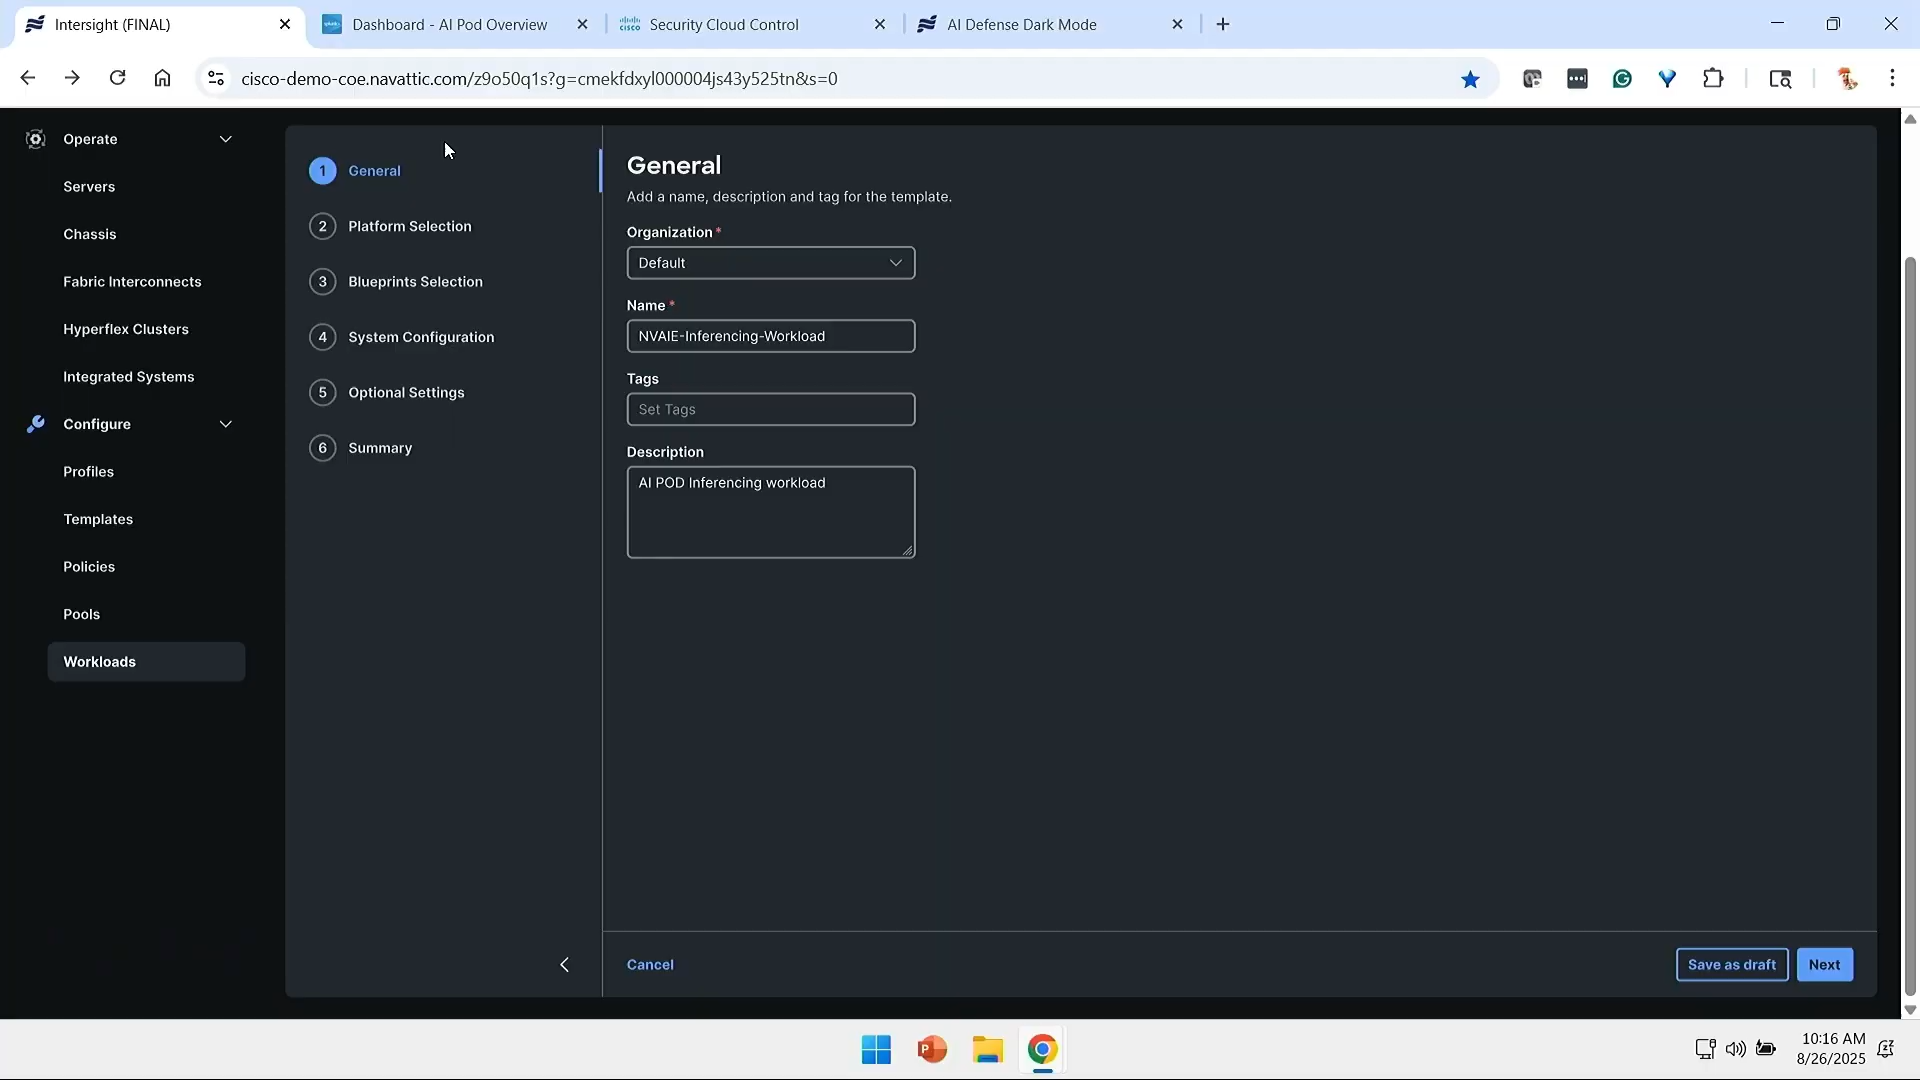 Intersight (FINAL)
Dashboard - AI Pod Overview
Security Cloud Control
AI Defense Dark Mode
cisco-demo-coe.navattic.com/z9o50q1s?g=cmekfdxyl000004js43y525tn&s=0
Operate
Servers
Chassis
Fabric Interconnects
Hyperflex Clusters
Integrated Systems
Configure
Profiles
Templates
Policies
Pools
Workloads
1 General
2 Platform Selection
3 Blueprints Selection
4 System Configuration
5 Optional Settings
6 Summary
General
Add a name, description and tag for the template.
Organization *
Default
Name *
NVAIE-Inferencing-Workload
Tags
Set Tags
Description
AI POD Inferencing workload
Cancel
Save as draft
Next
10:16 AM
8/26/2025